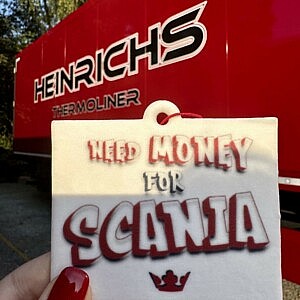 HEINRICHS
THERMOLINER
NEED MONEY
FOR
SCANIA